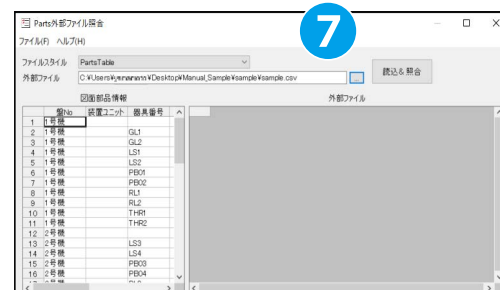 Parts外部ファイル照合
7
ファイル(F) ヘルプ(H)
ファイルスタイル PartsTable
外部ファイル C:¥Users¥yamamoto¥Desktop¥Manual_Sample¥sample¥sample.csv ... 読込& 照合
図面部品情報 外部ファイル
盤No 装置ユニット 器具番号
1 1号機
2 1号機 GL1
3 1号機 GL2
4 1号機 LS1
5 1号機 LS2
6 1号機 PB01
7 1号機 PB02
8 1号機 RL1
9 1号機 RL2
10 1号機 THR1
11 1号機 THR2
12 2号機
13 2号機 LS3
14 2号機 LS4
15 2号機 PB03
16 2号機 PB04